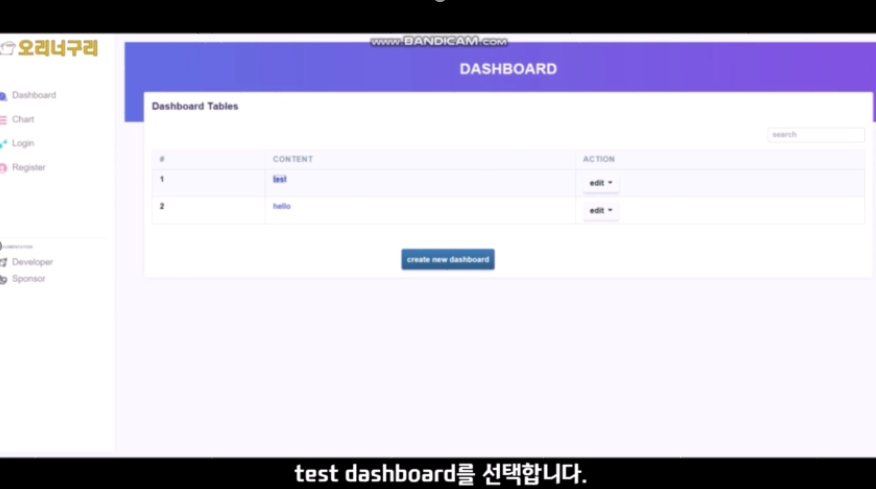 www.BANDICAM.com
오리너구리
DASHBOARD
Dashboard
Chart
Login
Register
Developer
Sponsor
Dashboard Tables
search
# CONTENT ACTION
1 test edit
2 hello edit
create new dashboard
test dashboard를 선택합니다.